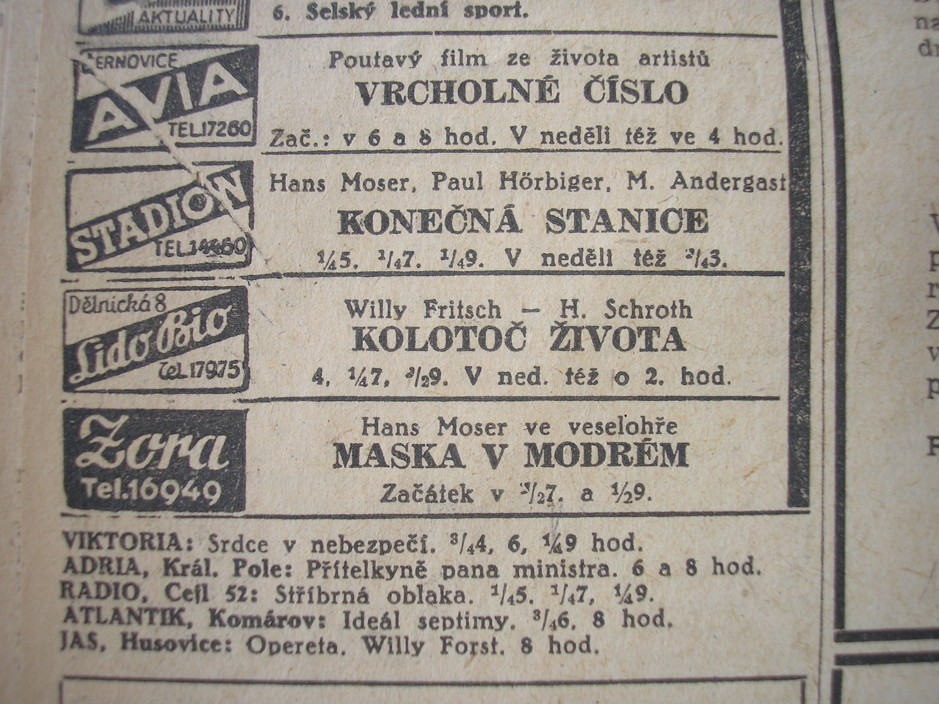 AKTUALITY
6. Selský lední sport.
ČERNOVICE
AVIA
TEL.17260
Poutavý film ze života artistů
VRCHOLNÉ ČÍSLO
Zač.: v 6 a 8 hod. V neděli též ve 4 hod.
STADION
TEL.14460
Hans Moser, Paul Hörbiger, M. Andergast
KONEČNÁ STANICE
¼5. ¼7. ¼9. V neděli též ¾3.
Dělnická 8
Lido Bio
Tel.17975
Willy Fritsch — H. Schroth
KOLOTOČ ŽIVOTA
4, ¼7, ½9. V ned. též o 2. hod.
Zora
Tel.16949
Hans Moser ve veselohře
MASKA V MODRÉM
Začátek v ½7. a ½9.
VIKTORIA: Srdce v nebezpečí. ¾4, 6, ¼9 hod.
ADRIA, Král. Pole: Přítelkyně pana ministra. 6 a 8 hod.
RADIO, Cejl 52: Stříbrná oblaka. ¼5. ¼7, ¼9.
ATLANTIK, Komárov: Ideál septimy. ¾6, 8 hod.
JAS, Husovice: Opereta. Willy Forst. 8 hod.